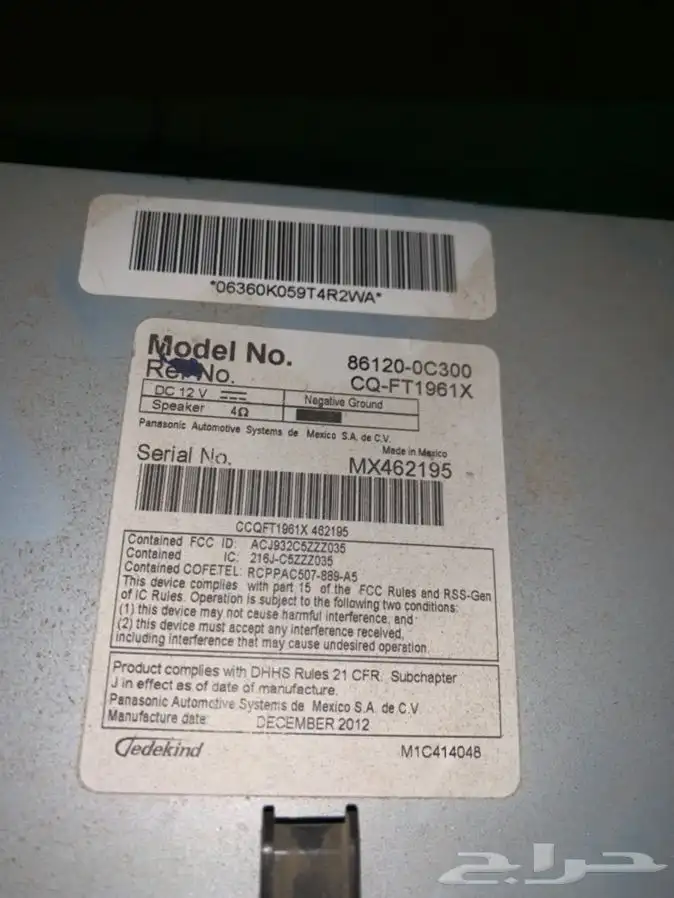 *06360K059T4R2WA*
Model No. 86120-0C300
Ref No. CQ-FT1961X
DC 12 V Negative Ground
Speaker 4Ω
Panasonic Automotive Systems de Mexico S.A. de C.V.
Made in Mexico
Serial No. MX462195
CCQFT1961X 462195
Contained FCC ID: ACJ932C5ZZZ035
Contained IC: 216J-C5ZZZ035
Contained COFETEL: RCPPAC507-889-A5
This device complies with part 15 of the FCC Rules and RSS-Gen
of IC Rules. Operation is subject to the following two conditions:
(1) this device may not cause harmful interference, and
(2) this device must accept any interference received,
including interference that may cause undesired operation.
Product complies with DHHS Rules 21 CFR. Subchapter
J in effect as of date of manufacture.
Panasonic Automotive Systems de Mexico S.A. de C.V
Manufacture date: DECEMBER 2012
Gedekind M1C414048
حراج